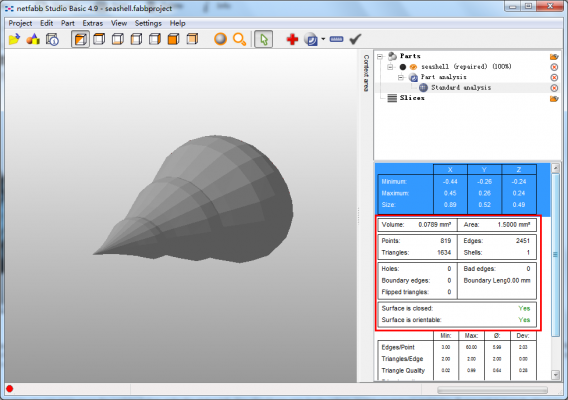 netfabb Studio Basic 4.9 - seashell.fabbproject
Project Edit Part Extras View Settings Help
Context area
Parts
seashell (repaired) (100%)
Part analysis
Standard analysis
Slices
X Y Z
Minimum: -0.44 -0.26 -0.24
Maximum: 0.45 0.26 0.24
Size: 0.89 0.52 0.49
Volume: 0.0789 mm³ Area: 1.5000 mm²
Points: 819 Edges: 2451
Triangles: 1634 Shells: 1
Holes: 0 Bad edges: 0
Boundary edges: 0 Boundary Leng0.00 mm
Flipped triangles: 0
Surface is closed: Yes
Surface is orientable: Yes
Min: Max: Ø: Dev:
Edges/Point 3.00 60.00 5.99 2.03
Triangles/Edge 2.00 2.00 2.00 0.00
Triangle Quality 0.02 0.99 0.64 0.28